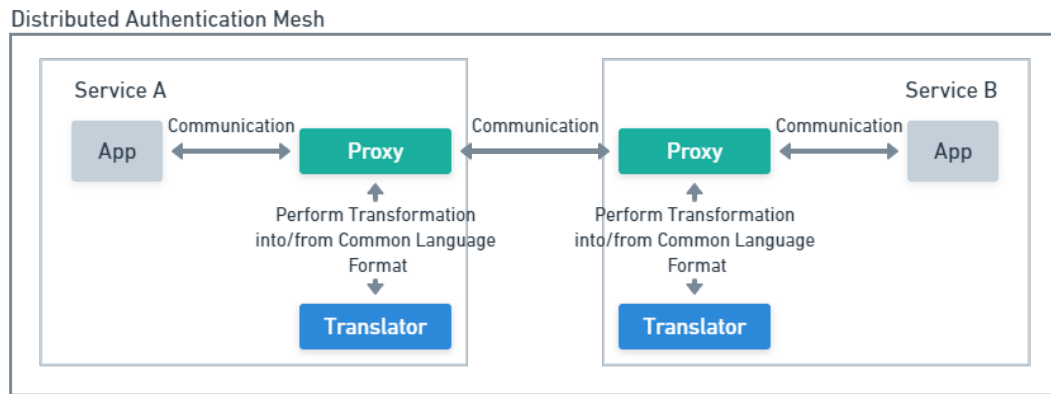 Distributed Authentication Mesh
Service A
Service B
App
Communication
Proxy
Communication
Proxy
Communication
App
Perform Transformation
into/from Common Language
Format
Perform Transformation
into/from Common Language
Format
Translator
Translator